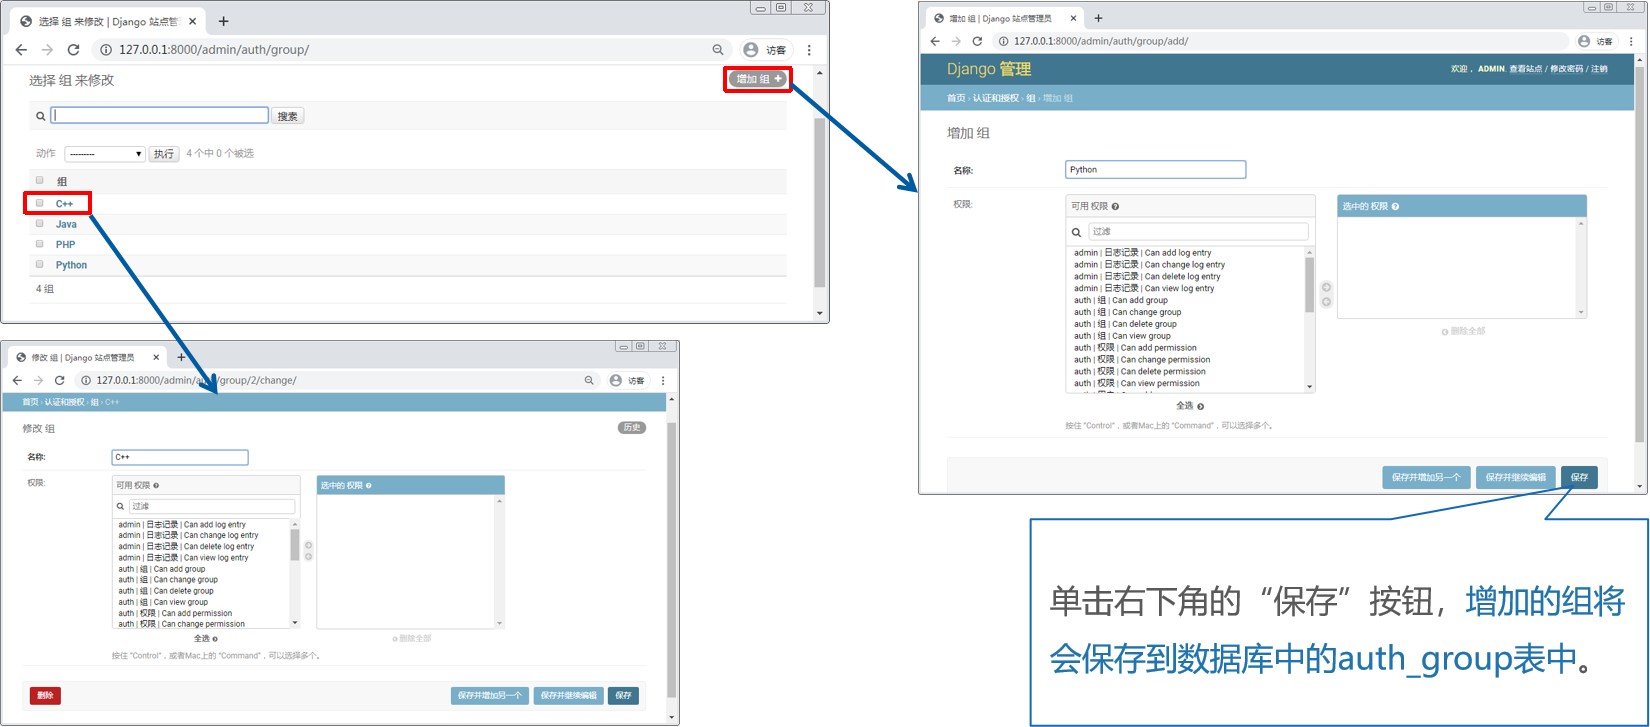 选择 组 来修改 | Django 站点管
127.0.0.1:8000/admin/auth/group/
访客
选择 组 来修改
增加 组 +
搜索
动作
---------
执行
4 个中 0 个被选
组
C++
Java
PHP
Python
4 组
增加 组 | Django 站点管理员
127.0.0.1:8000/admin/auth/group/add/
访客
Django 管理
欢迎， ADMIN. 查看站点 / 修改密码 / 注销
首页 › 认证和授权 › 组 › 增加 组
增加 组
名称:
Python
权限:
可用 权限
选中的 权限
过滤
admin | 日志记录 | Can add log entry
admin | 日志记录 | Can change log entry
admin | 日志记录 | Can delete log entry
admin | 日志记录 | Can view log entry
auth | 组 | Can add group
auth | 组 | Can change group
auth | 组 | Can delete group
auth | 组 | Can view group
auth | 权限 | Can add permission
auth | 权限 | Can change permission
auth | 权限 | Can delete permission
auth | 权限 | Can view permission
全选
删除全部
按住 “Control”，或者Mac上的 “Command”，可以选择多个。
保存并增加另一个
保存并继续编辑
保存
修改 组 | Django 站点管理员
127.0.0.1:8000/admin/au /group/2/change/
访客
首页 › 认证和授权 › 组 › C++
修改 组
历史
名称:
C++
权限:
可用 权限
选中的 权限
过滤
admin | 日志记录 | Can add log entry
admin | 日志记录 | Can change log entry
admin | 日志记录 | Can delete log entry
admin | 日志记录 | Can view log entry
auth | 组 | Can add group
auth | 组 | Can change group
auth | 组 | Can delete group
auth | 组 | Can view group
auth | 权限 | Can add permission
auth | 权限 | Can change permission
全选
删除全部
按住 “Control”，或者Mac上的 “Command”，可以选择多个。
删除
保存并增加另一个
保存并继续编辑
保存
单击右下角的“保存”按钮，增加的组将
会保存到数据库中的auth_group表中。